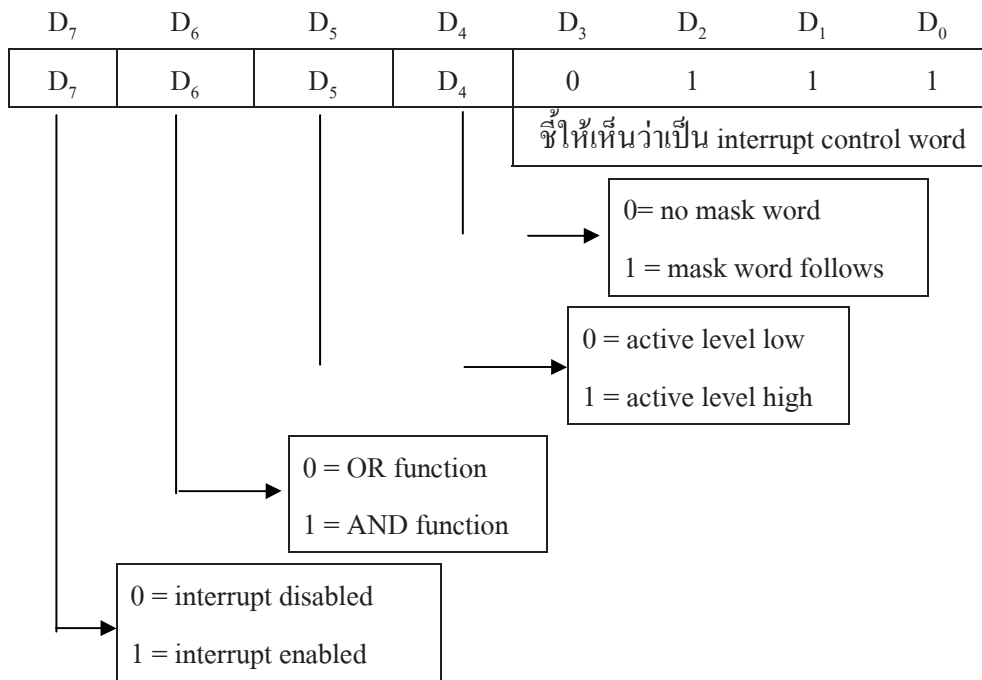 D₇ D₆ D₅ D₄ D₃ D₂ D₁ D₀
D₇ D₆ D₅ D₄ 0 1 1 1
ชี้ให้เห็นว่าเป็น interrupt control word
0= no mask word
1 = mask word follows
0 = active level low
1 = active level high
0 = OR function
1 = AND function
0 = interrupt disabled
1 = interrupt enabled